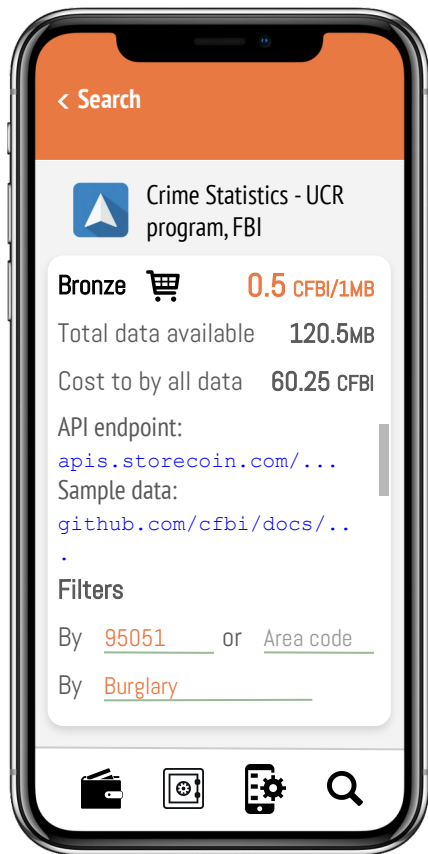 < Search
Crime Statistics - UCR
program, FBI
Bronze 0.5 CFBI/1MB
Total data available 120.5MB
Cost to by all data 60.25 CFBI
API endpoint:
apis.storecoin.com/...
Sample data:
github.com/cfbi/docs/..
.
Filters
By 95051 or Area code
By Burglary